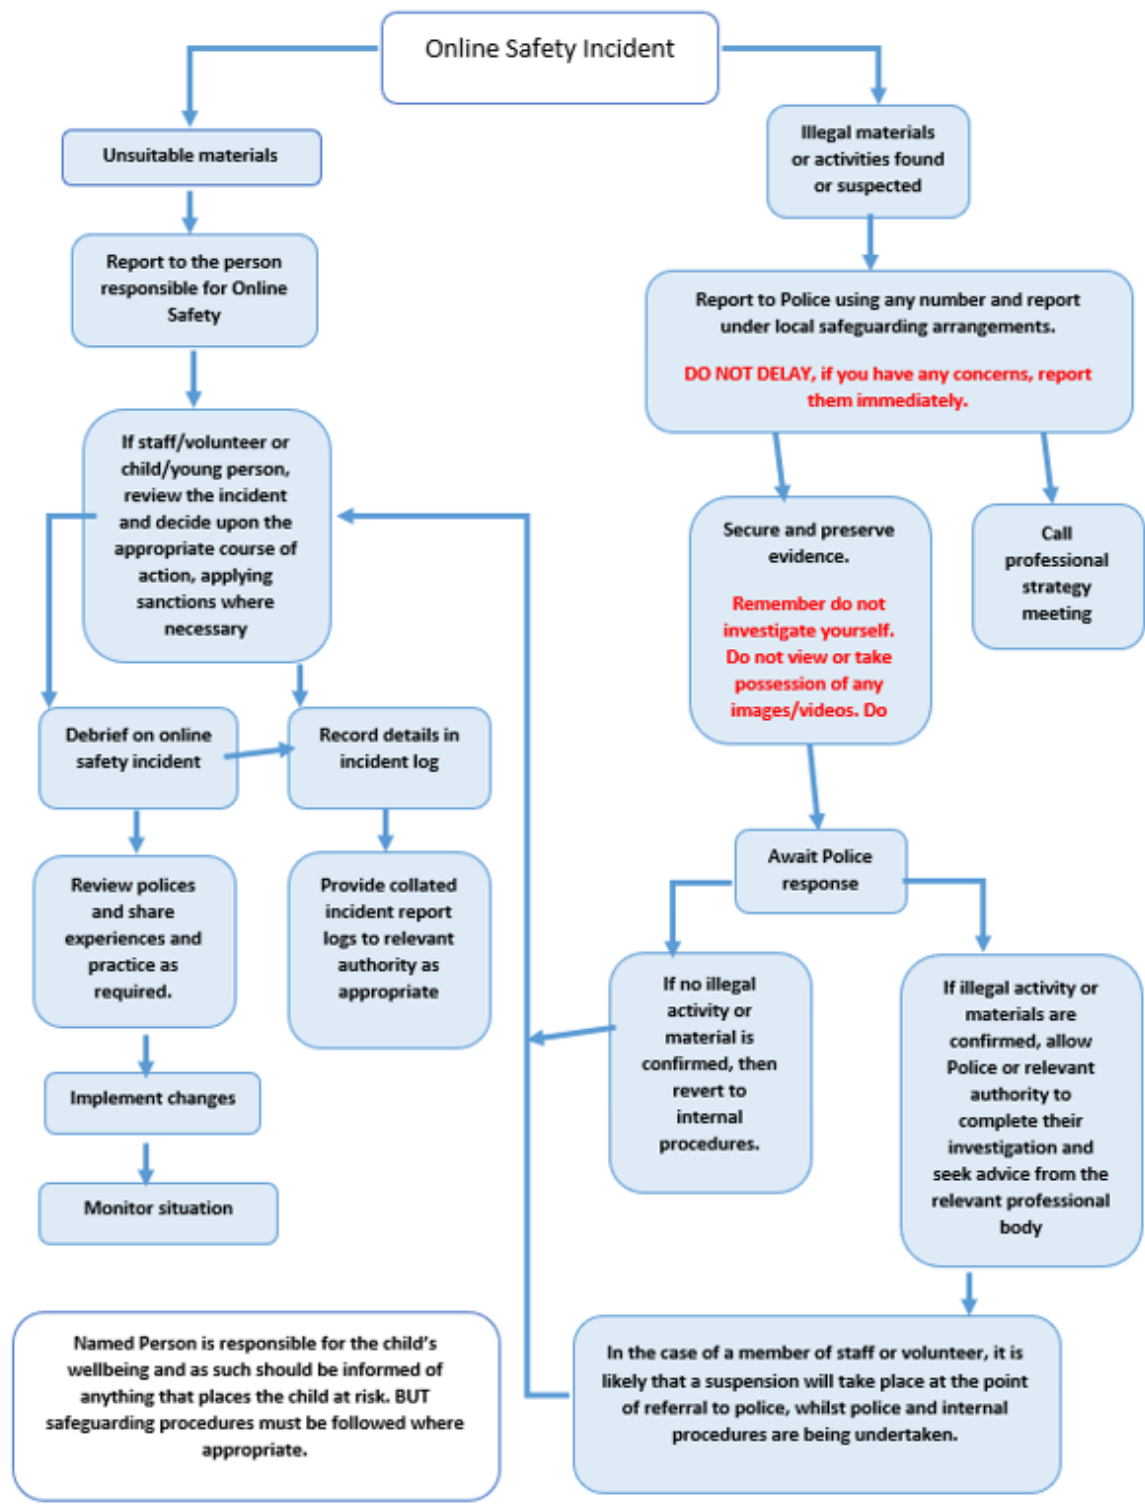 Online Safety Incident
Unsuitable materials
Report to the person
responsible for Online
Safety
If staff/volunteer or
child/young person,
review the incident
and decide upon the
appropriate course of
action, applying
sanctions where
necessary
Debrief on online
safety incident
Record details in
incident log
Review polices
and share
experiences and
practice as
required.
Provide collated
incident report
logs to relevant
authority as
appropriate
Implement changes
Monitor situation
Illegal materials
or activities found
or suspected
Report to Police using any number and report
under local safeguarding arrangements.
DO NOT DELAY, if you have any concerns, report
them immediately.
Secure and preserve
evidence.
Remember do not
investigate yourself.
Do not view or take
possession of any
images/videos. Do
Call
professional
strategy
meeting
Await Police
response
If no illegal
activity or
material is
confirmed, then
revert to
internal
procedures.
If illegal activity or
materials are
confirmed, allow
Police or relevant
authority to
complete their
investigation and
seek advice from the
relevant professional
body
In the case of a member of staff or volunteer, it is
likely that a suspension will take place at the point
of referral to police, whilst police and internal
procedures are being undertaken.
Named Person is responsible for the child's
wellbeing and as such should be informed of
anything that places the child at risk. BUT
safeguarding procedures must be followed where
appropriate.